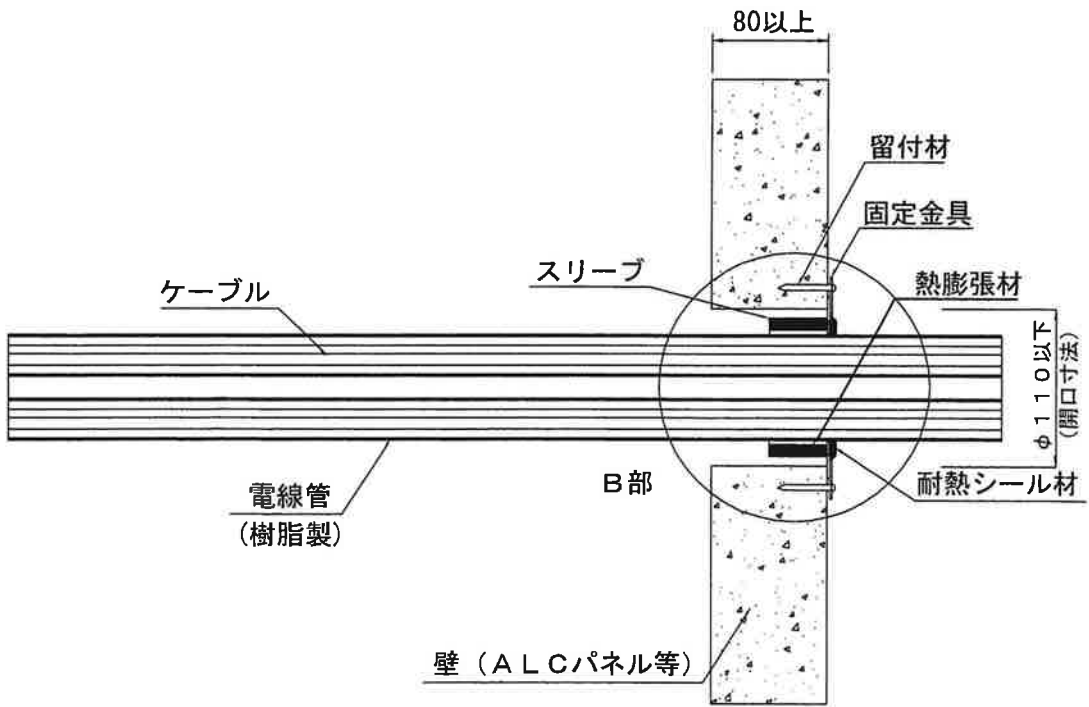 80以上
留付材
固定金具
スリーブ
熱膨張材
ケーブル
φ110以下
(開口寸法)
B部
電線管
(樹脂製)
耐熱シール材
壁（ALCパネル等）